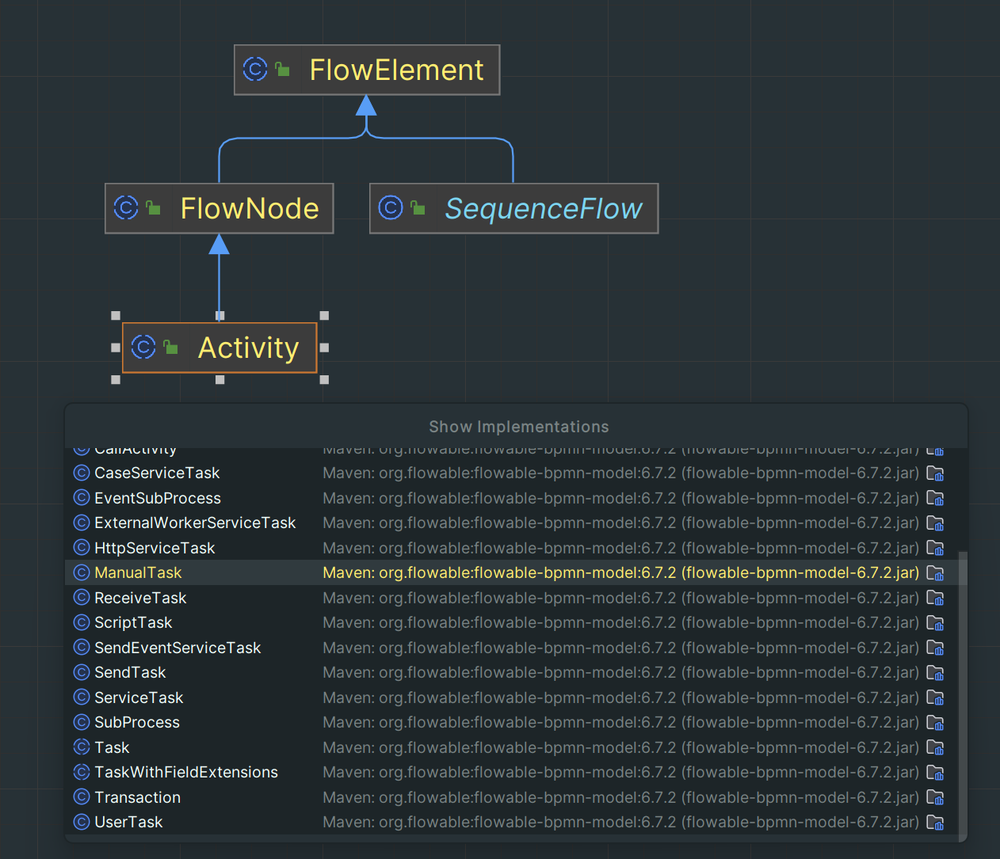 FlowElement
FlowNode
SequenceFlow
Activity
Show Implementations
CallActivity Maven: org.flowable:flowable-bpmn-model:6.7.2 (flowable-bpmn-model-6.7.2.jar)
CaseServiceTask Maven: org.flowable:flowable-bpmn-model:6.7.2 (flowable-bpmn-model-6.7.2.jar)
EventSubProcess Maven: org.flowable:flowable-bpmn-model:6.7.2 (flowable-bpmn-model-6.7.2.jar)
ExternalWorkerServiceTask Maven: org.flowable:flowable-bpmn-model:6.7.2 (flowable-bpmn-model-6.7.2.jar)
HttpServiceTask Maven: org.flowable:flowable-bpmn-model:6.7.2 (flowable-bpmn-model-6.7.2.jar)
ManualTask Maven: org.flowable:flowable-bpmn-model:6.7.2 (flowable-bpmn-model-6.7.2.jar)
ReceiveTask Maven: org.flowable:flowable-bpmn-model:6.7.2 (flowable-bpmn-model-6.7.2.jar)
ScriptTask Maven: org.flowable:flowable-bpmn-model:6.7.2 (flowable-bpmn-model-6.7.2.jar)
SendEventServiceTask Maven: org.flowable:flowable-bpmn-model:6.7.2 (flowable-bpmn-model-6.7.2.jar)
SendTask Maven: org.flowable:flowable-bpmn-model:6.7.2 (flowable-bpmn-model-6.7.2.jar)
ServiceTask Maven: org.flowable:flowable-bpmn-model:6.7.2 (flowable-bpmn-model-6.7.2.jar)
SubProcess Maven: org.flowable:flowable-bpmn-model:6.7.2 (flowable-bpmn-model-6.7.2.jar)
Task Maven: org.flowable:flowable-bpmn-model:6.7.2 (flowable-bpmn-model-6.7.2.jar)
TaskWithFieldExtensions Maven: org.flowable:flowable-bpmn-model:6.7.2 (flowable-bpmn-model-6.7.2.jar)
Transaction Maven: org.flowable:flowable-bpmn-model:6.7.2 (flowable-bpmn-model-6.7.2.jar)
UserTask Maven: org.flowable:flowable-bpmn-model:6.7.2 (flowable-bpmn-model-6.7.2.jar)